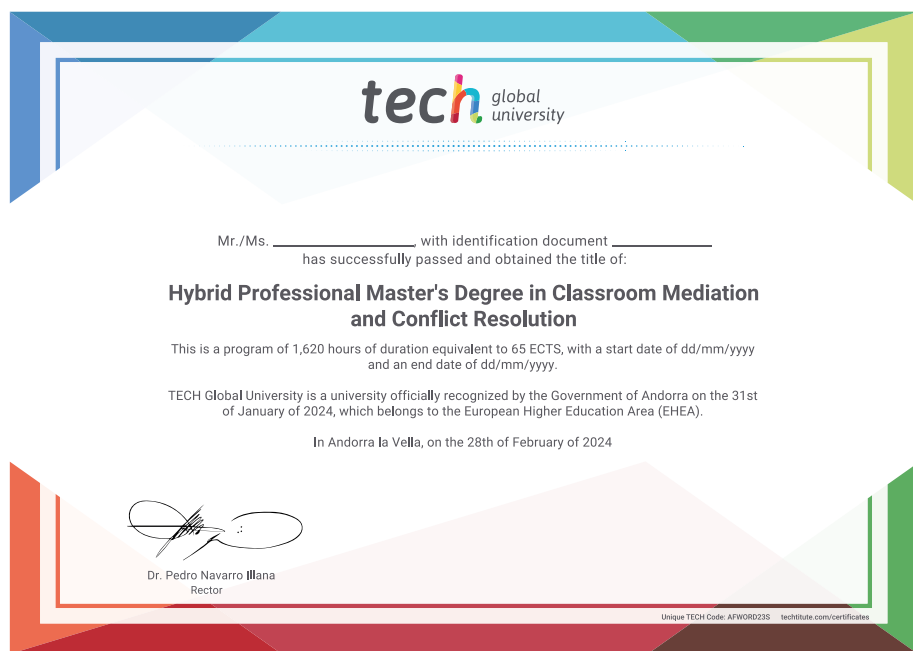 tech global
university
Mr./Ms. ____________, with identification document ____________
has successfully passed and obtained the title of:
Hybrid Professional Master's Degree in Classroom Mediation
and Conflict Resolution
This is a program of 1,620 hours of duration equivalent to 65 ECTS, with a start date of dd/mm/yyyy
and an end date of dd/mm/yyyy.
TECH Global University is a university officially recognized by the Government of Andorra on the 31st
of January of 2024, which belongs to the European Higher Education Area (EHEA).
In Andorra la Vella, on the 28th of February of 2024
Dr. Pedro Navarro Illana
Rector
Unique TECH Code: AFWORD23S techtitute.com/certificates